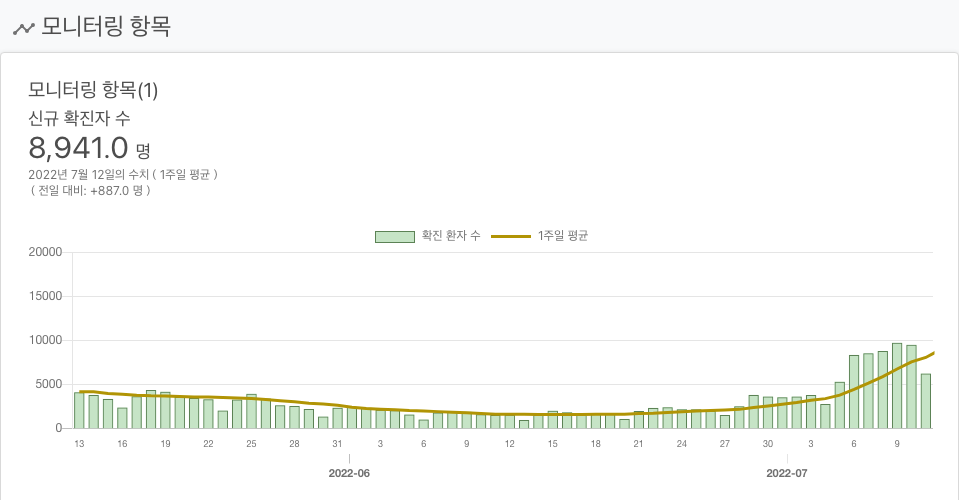 모니터링 항목
모니터링 항목(1)
신규 확진자 수
8,941.0 명
2022년 7월 12일의 수치 ( 1주일 평균 )
( 전일 대비: +887.0 명 )
확진 환자 수 1주일 평균
20000
15000
10000
5000
0
13 16 19 22 25 28 31 3 6 9 12 15 18 21 24 27 30 3 6 9
2022-06 2022-07